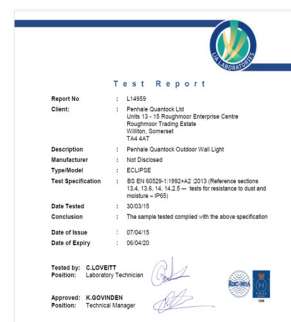 LIA LABORATORIES
Test Report
Report No : L14959
Client: : Penhale Quantock Ltd
Units 13 - 15 Roughmoor Enterprise Centre
Roughmoor Trading Estate
Williton, Somerset
TA4 4AT
Description : Penhale Quantock Outdoor Wall Light
Manufacturer : Not Disclosed
Type/Model : ECLIPSE
Test Specification : BS EN 60529-1:1992+A2 :2013 (Reference sections
13.4, 13.6, 14, 14.2.5 — tests for resistance to dust and
moisture – IP65)
Date Tested : 30/03/15
Conclusion : The sample tested complied with the above specification
Date of Issue : 07/04/15
Date of Expiry : 06/04/20
Tested by: C.LOVEITT
Position: Laboratory Technician
Approved: K.GOVINDEN
Position: Technical Manager